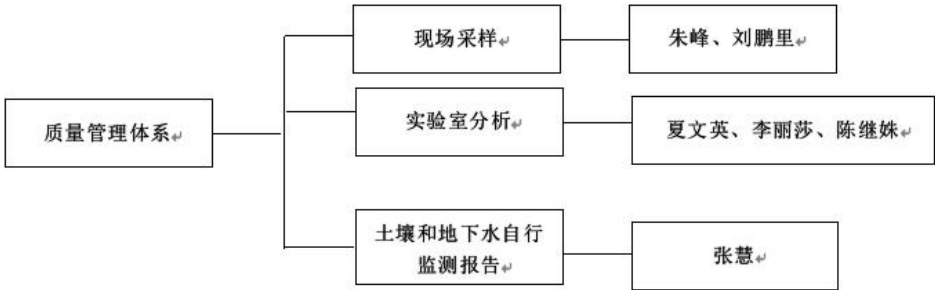 现场采样
朱峰、刘鹏里
质量管理体系
实验室分析
夏文英、李丽莎、陈继姝
土壤和地下水自行
监测报告
张慧